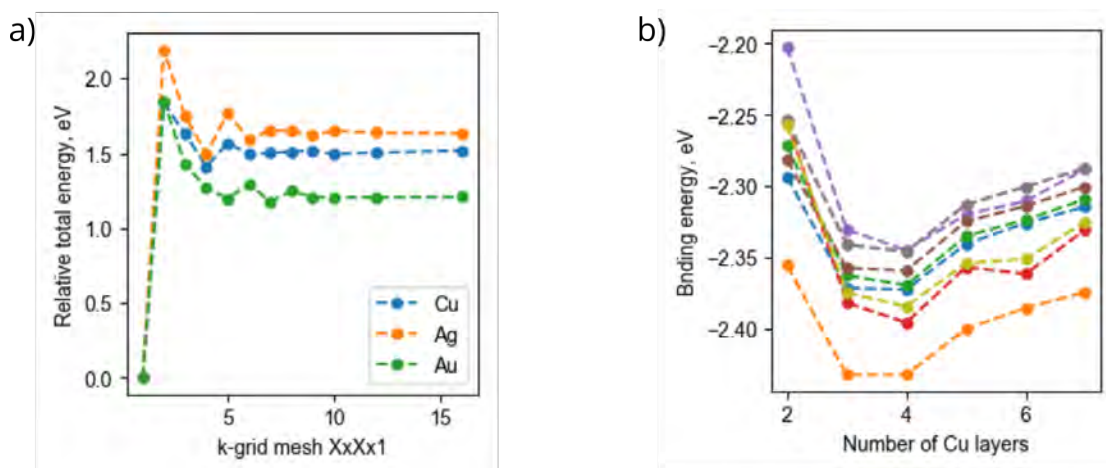 a)
Relative total energy, eV
2.0
1.5
1.0
0.5
0.0
5
10
15
k-grid mesh XxXx1
Cu
Ag
Au
b)
Bnding energy, eV
−2.20
−2.25
−2.30
−2.35
−2.40
2
4
6
Number of Cu layers